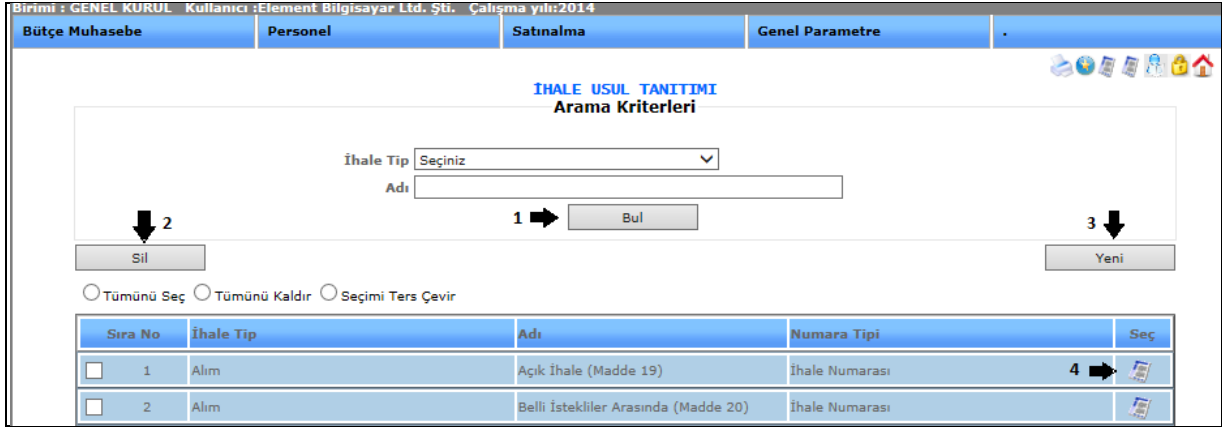 Birimi : GENEL KURUL Kullanıcı :Element Bilgisayar Ltd. Şti. Çalışma yılı:2014
Bütçe Muhasebe Personel Satınalma Genel Parametre .
İHALE USUL TANITIMI
Arama Kriterleri
İhale Tip Seçiniz
Adı
1 Bul
2 3
Sil Yeni
Tümünü Seç Tümünü Kaldır Seçimi Ters Çevir
Sıra No İhale Tip Adı Numara Tipi Seç
1 Alım Açık İhale (Madde 19) İhale Numarası 4
2 Alım Belli İstekliler Arasında (Madde 20) İhale Numarası